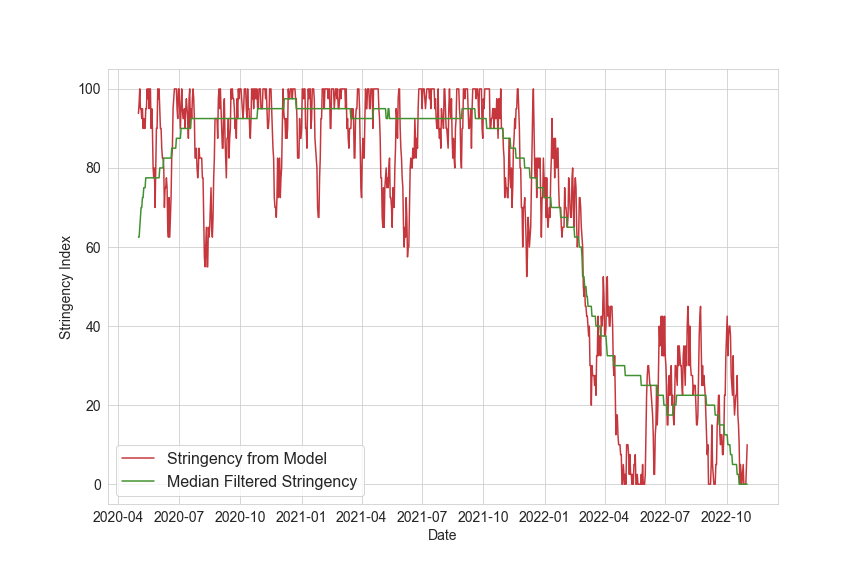 100
80
60
40
20
0
Stringency Index
Stringency from Model
Median Filtered Stringency
2020-04 2020-07 2020-10 2021-01 2021-04 2021-07 2021-10 2022-01 2022-04 2022-07 2022-10
Date